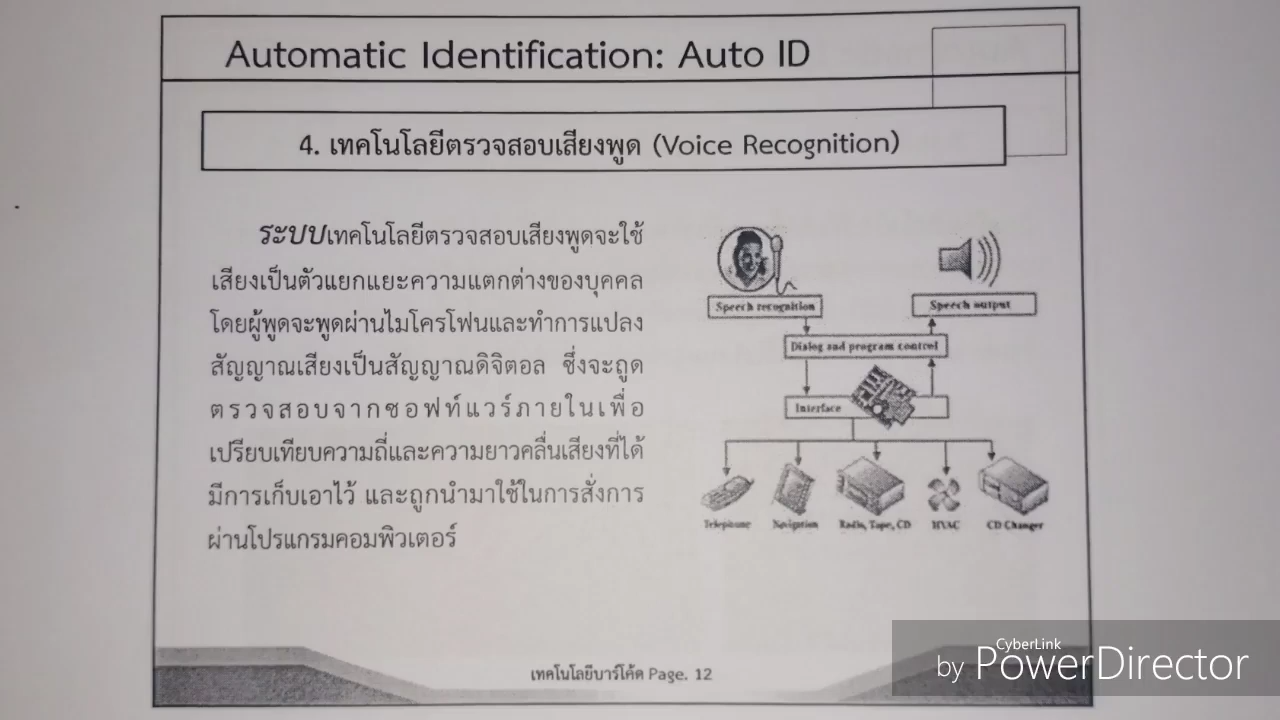 Automatic Identification: Auto ID
4. เทคโนโลยีตรวจสอบเสียงพูด (Voice Recognition)
ระบบเทคโนโลยีตรวจสอบเสียงพูดจะใช้
เสียงเป็นตัวแยกแยะความแตกต่างของบุคคล
โดยผู้พูดจะพูดผ่านไมโครโฟนและทำการแปลง
สัญญาณเสียงเป็นสัญญาณดิจิตอล ซึ่งจะถูด
ตรวจสอบจากซอฟท์แวร์ภายในเพื่อ
เปรียบเทียบความถี่และความยาวคลื่นเสียงที่ได้
มีการเก็บเอาไว้ และถูกนำมาใช้ในการสั่งการ
ผ่านโปรแกรมคอมพิวเตอร์
Speech recognition
Speech output
Dialog and program control
Interface
Telephone
Navigation
Radio, Tape, CD
HVAC
CD Changer
เทคโนโลยีบาร์โค้ด Page. 12
by CyberLink PowerDirector